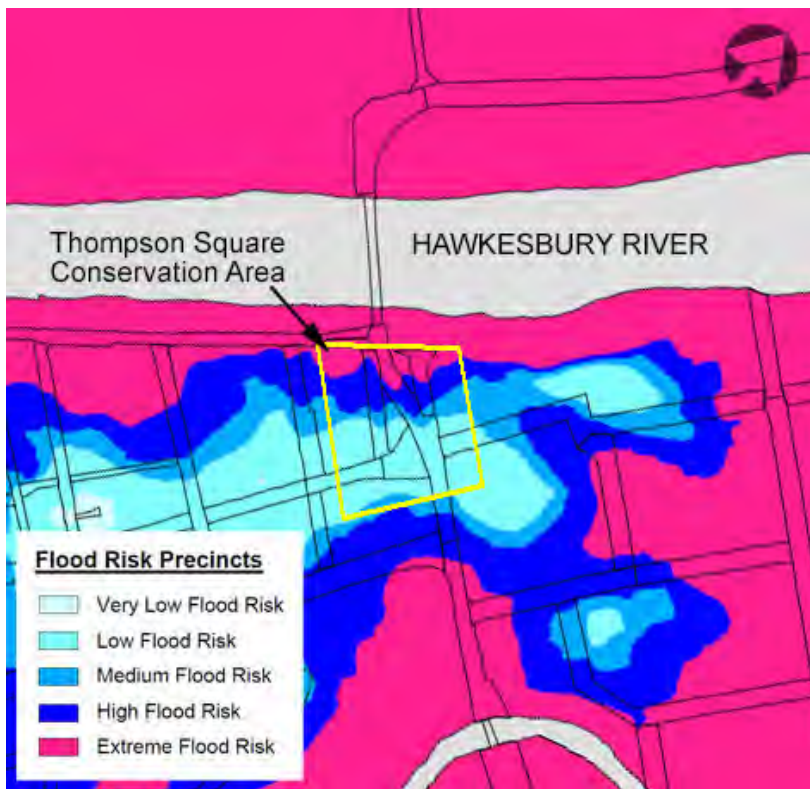 Thompson Square
Conservation Area
HAWKESBURY RIVER
Flood Risk Precincts
Very Low Flood Risk
Low Flood Risk
Medium Flood Risk
High Flood Risk
Extreme Flood Risk